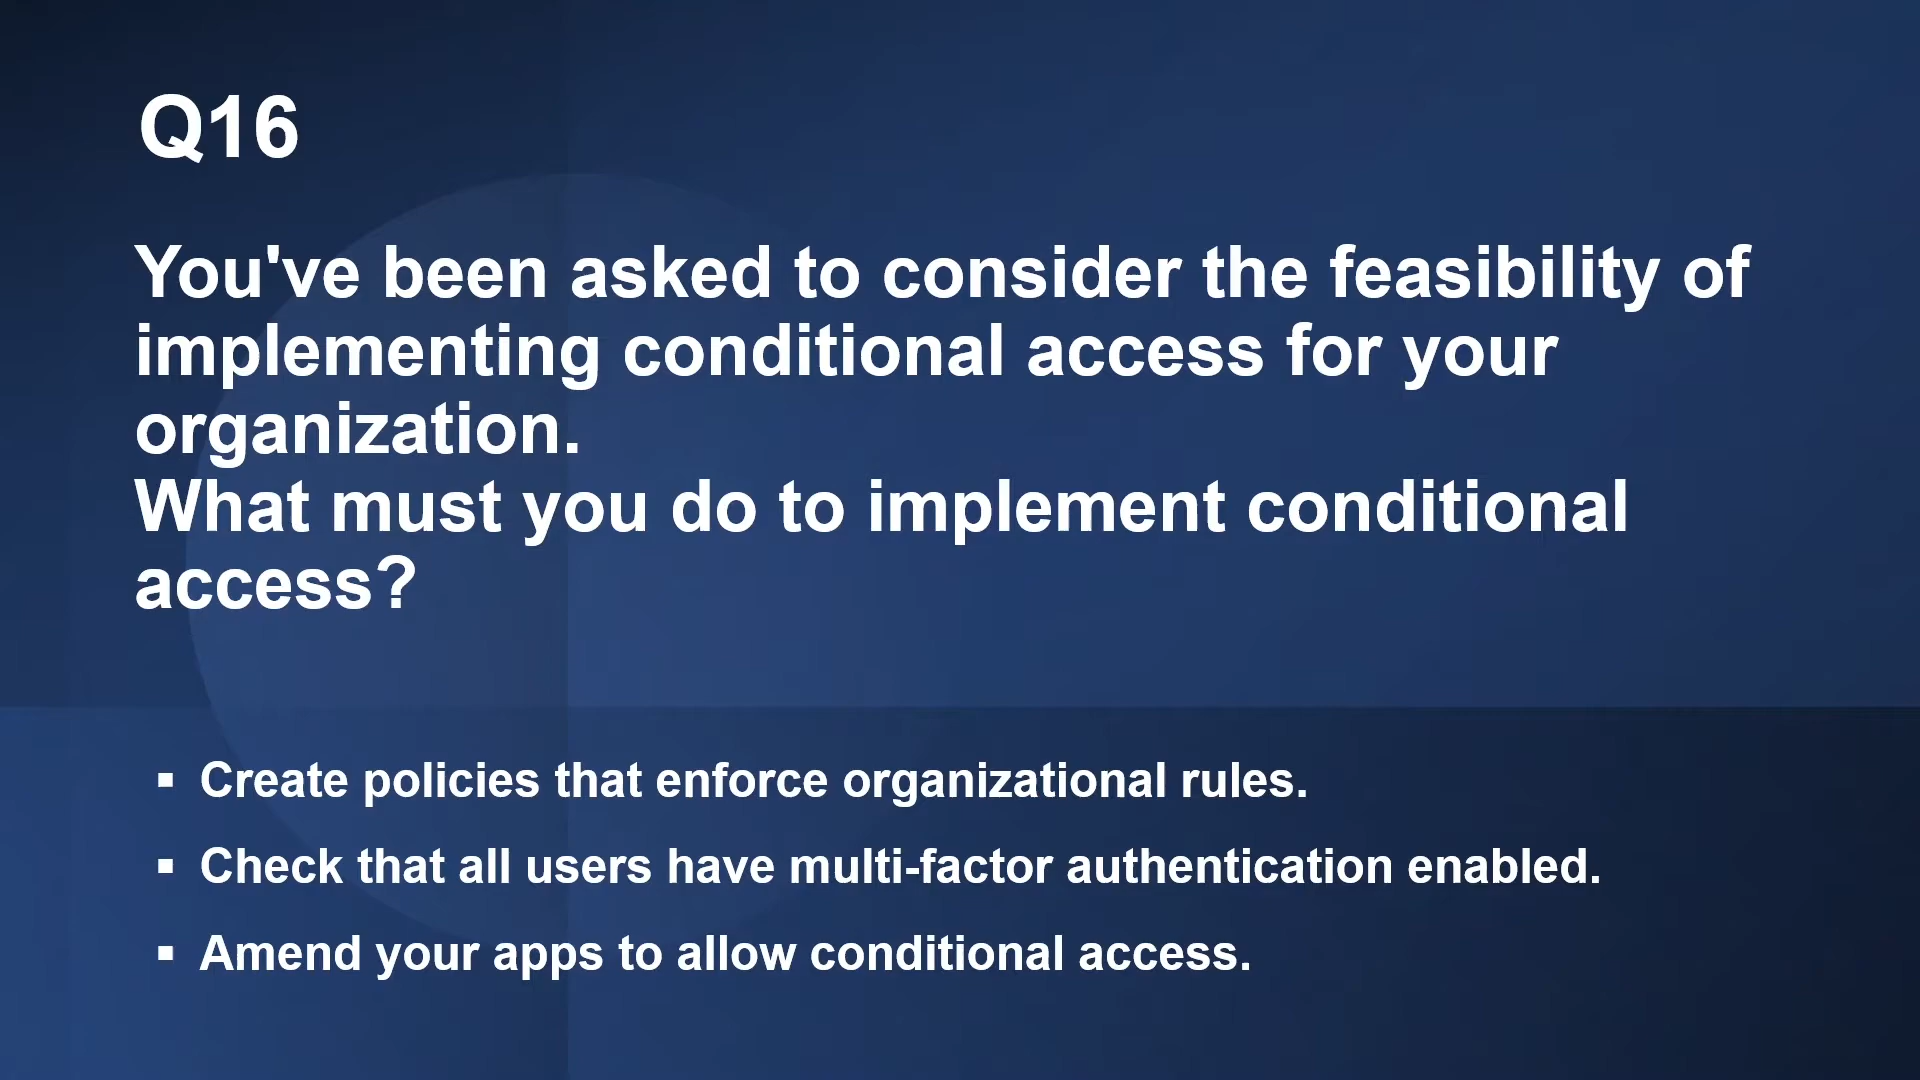 Q16
You've been asked to consider the feasibility of
implementing conditional access for your
organization.
What must you do to implement conditional
access?
▪ Create policies that enforce organizational rules.
▪ Check that all users have multi-factor authentication enabled.
▪ Amend your apps to allow conditional access.